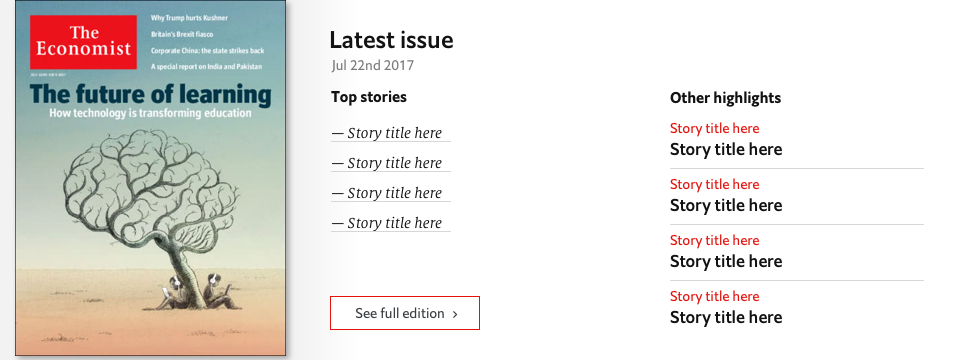 The
Economist
Why Trump hurts Kushner
Britain's Brexit fiasco
Corporate China: the state strikes back
A special report on India and Pakistan
The future of learning
How technology is transforming education
Latest issue
Jul 22nd 2017
Top stories
— Story title here
— Story title here
— Story title here
— Story title here
See full edition ›
Other highlights
Story title here
Story title here
Story title here
Story title here
Story title here
Story title here
Story title here
Story title here